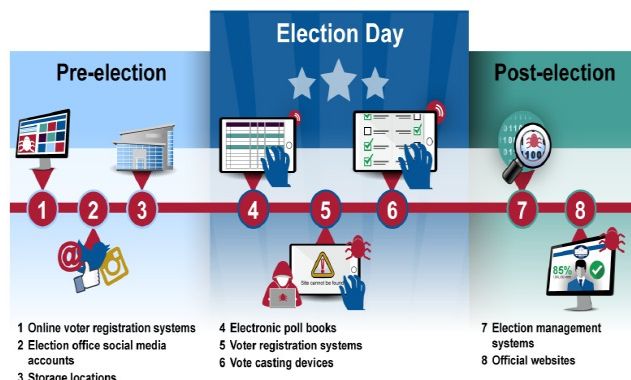 Election Day
Pre-election
Post-election
1
2
3
4
5
6
7
8
@
Site cannot be found
85%
1 Online voter registration systems
2 Election office social media
accounts
3 Storage locations
4 Electronic poll books
5 Voter registration systems
6 Vote casting devices
7 Election management
systems
8 Official websites